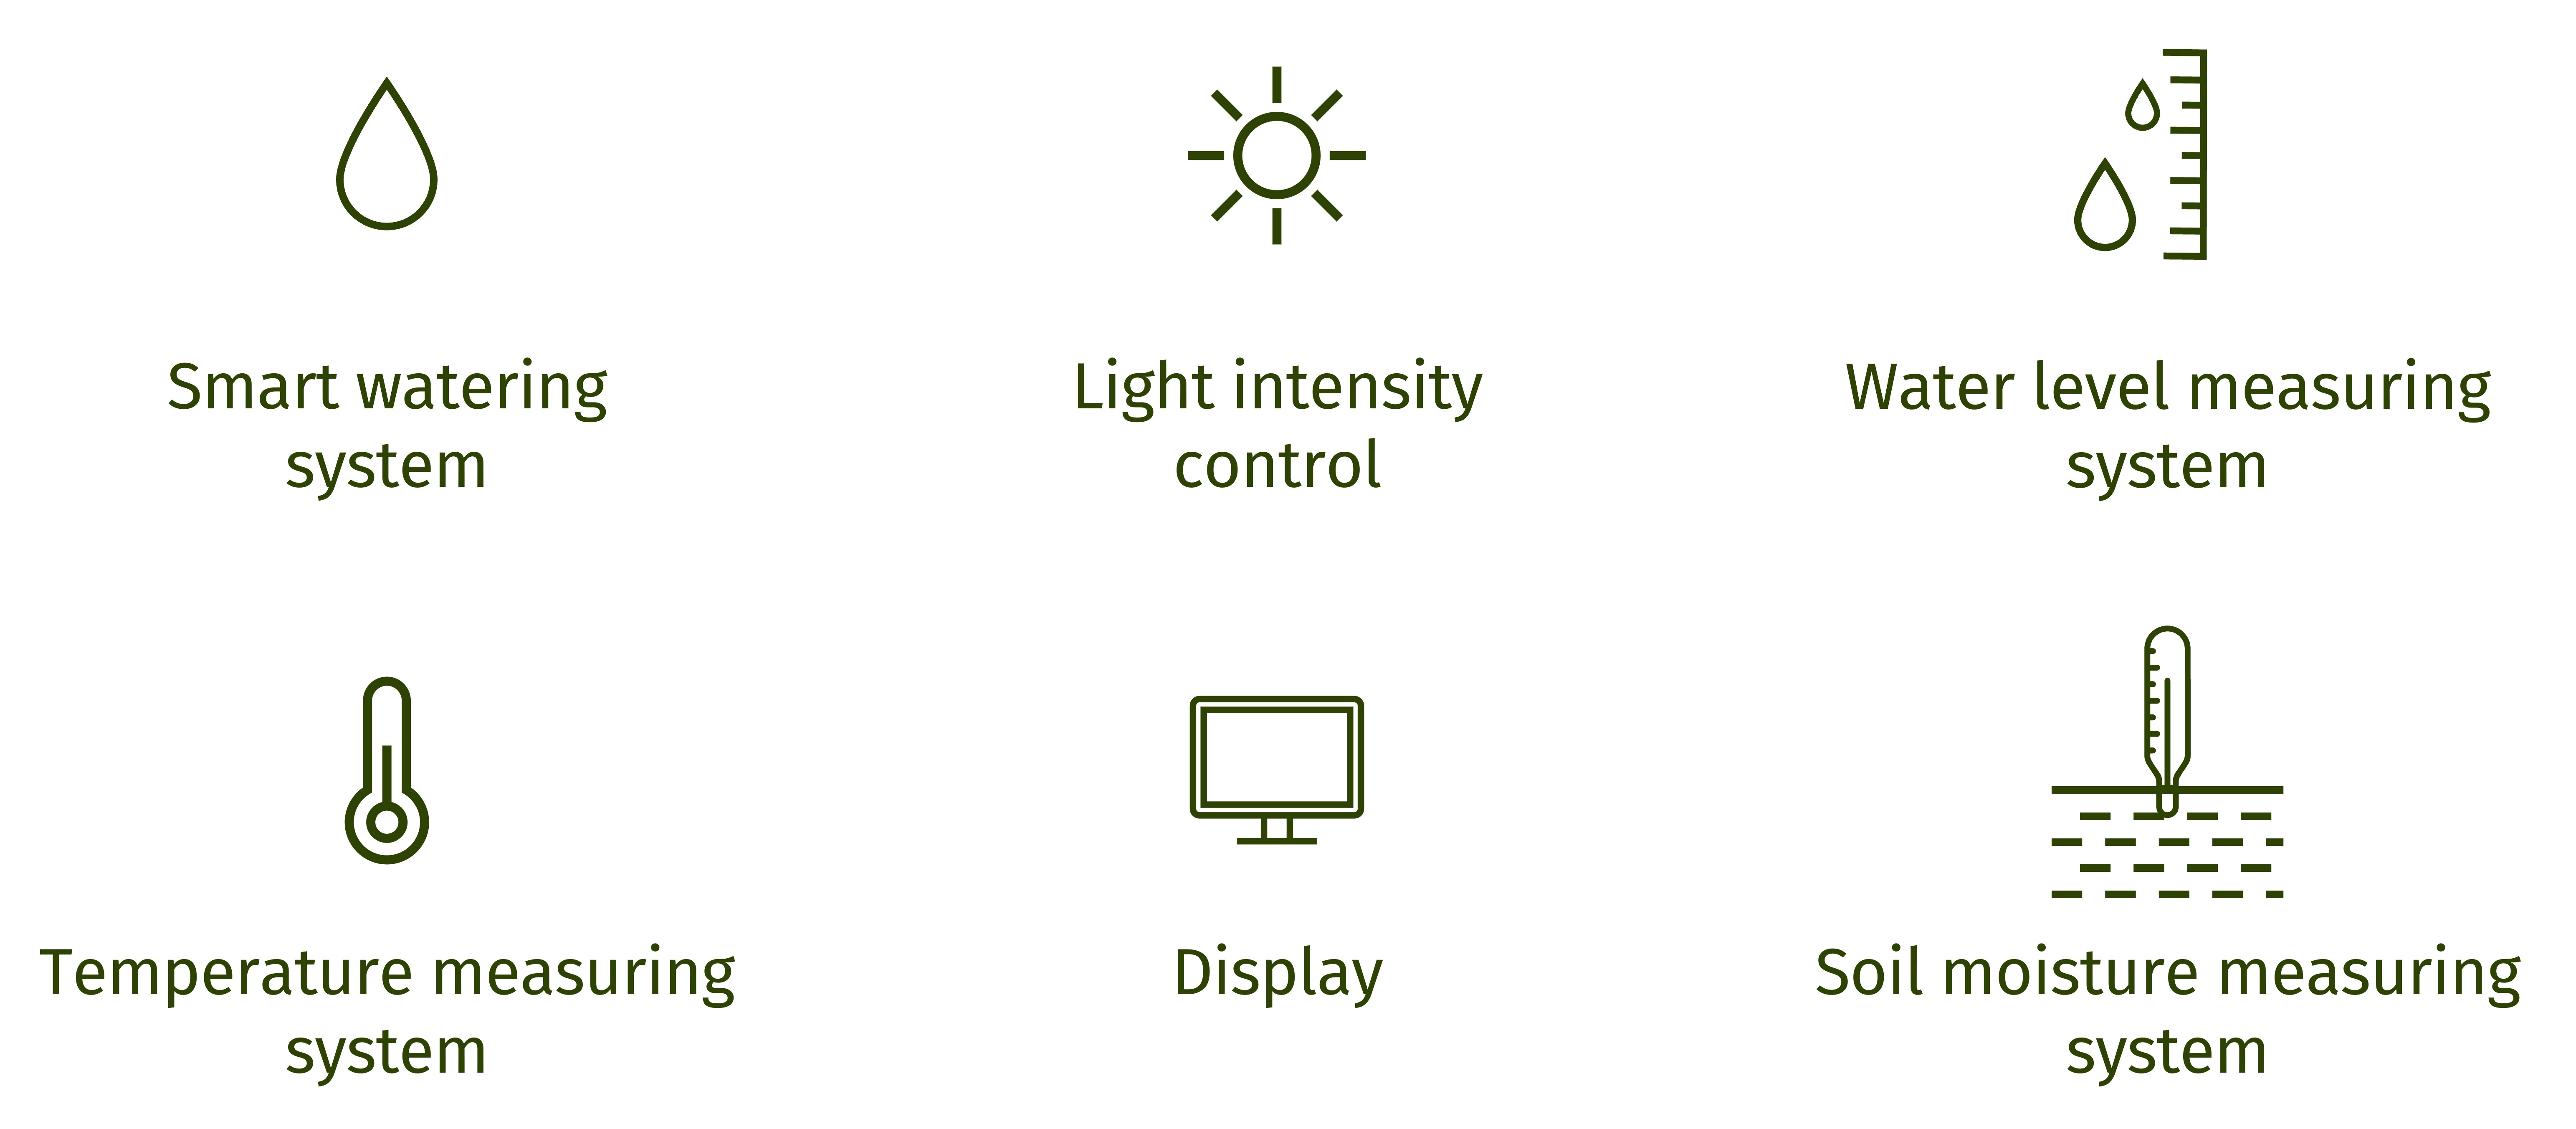 Smart watering
system
Light intensity
control
Water level measuring
system
Temperature measuring
system
Display
Soil moisture measuring
system